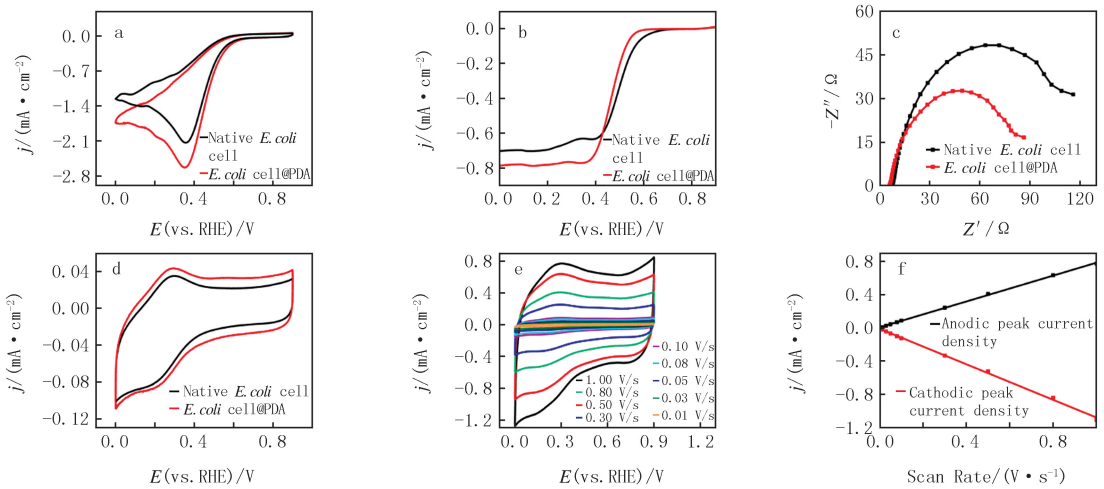 a
0.0
-0.7
-1.4
-2.1
-2.8
j/(mA·cm⁻²)
Native E.coli
cell
E.coli cell@PDA
0.0 0.4 0.8
E(vs.RHE)/V
b
0.0
-0.2
-0.4
-0.6
-0.8
j/(mA·cm⁻²)
Native E.coli
cell
E.coli cell@PDA
0.0 0.2 0.4 0.6 0.8
E(vs.RHE)/V
c
60
45
30
15
0
-Z″/Ω
Native E.coli cell
E.coli cell@PDA
0 30 60 90 120
Z′/Ω
d
0.04
0.00
-0.04
-0.08
-0.12
j/(mA·cm⁻²)
Native E.coli cell
E.coli cell@PDA
0.0 0.4 0.8
E(vs.RHE)/V
e
0.8
0.4
0.0
-0.4
-0.8
-1.2
j/(mA·cm⁻²)
0.10 V/s
0.08 V/s
1.00 V/s 0.05 V/s
0.80 V/s 0.03 V/s
0.50 V/s
0.30 V/s 0.01 V/s
0.0 0.3 0.6 0.9 1.2
E(vs.RHE)/V
f
0.8
0.4
0.0
-0.4
-0.8
-1.2
j/(mA·cm⁻²)
Anodic peak current
density
Cathodic peak
current density
0.0 0.4 0.8
Scan Rate/(V·s⁻¹)